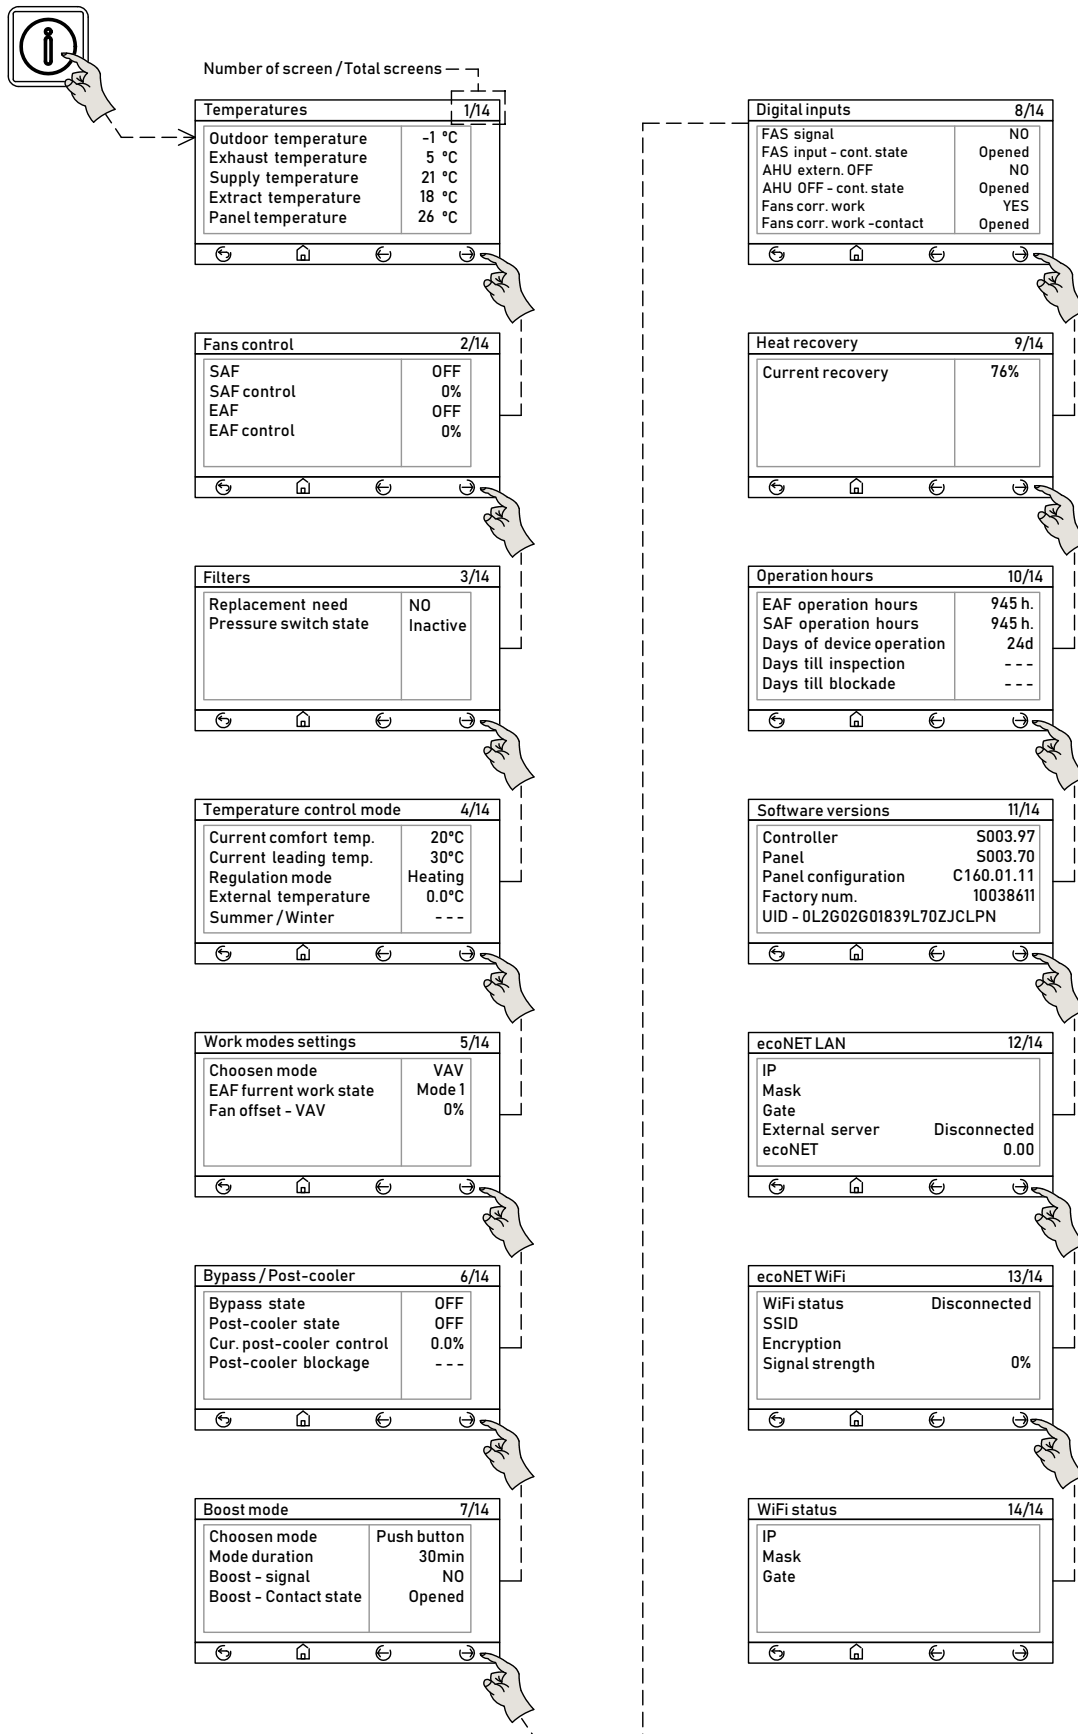 Number of screen / Total screens
Temperatures 1/14
Outdoor temperature -1 °C
Exhaust temperature 5 °C
Supply temperature 21 °C
Extract temperature 18 °C
Panel temperature 26 °C
Fans control 2/14
SAF OFF
SAF control 0%
EAF OFF
EAF control 0%
Filters 3/14
Replacement need NO
Pressure switch state Inactive
Temperature control mode 4/14
Current comfort temp. 20°C
Current leading temp. 30°C
Regulation mode Heating
External temperature 0.0°C
Summer / Winter - - -
Work modes settings 5/14
Choosen mode VAV
EAF furrent work state Mode 1
Fan offset - VAV 0%
Bypass / Post-cooler 6/14
Bypass state OFF
Post-cooler state OFF
Cur. post-cooler control 0.0%
Post-cooler blockage - - -
Boost mode 7/14
Choosen mode Push button
Mode duration 30min
Boost - signal NO
Boost - Contact state Opened
Digital inputs 8/14
FAS signal NO
FAS input - cont. state Opened
AHU extern. OFF NO
AHU OFF - cont. state Opened
Fans corr. work YES
Fans corr. work -contact Opened
Heat recovery 9/14
Current recovery 76%
Operation hours 10/14
EAF operation hours 945 h.
SAF operation hours 945 h.
Days of device operation 24d
Days till inspection - - -
Days till blockade - - -
Software versions 11/14
Controller S003.97
Panel S003.70
Panel configuration C160.01.11
Factory num. 10038611
UID - 0L2G02G01839L70ZJCLPN
ecoNET LAN 12/14
IP
Mask
Gate
External server Disconnected
ecoNET 0.00
ecoNET WiFi 13/14
WiFi status Disconnected
SSID
Encryption
Signal strength 0%
WiFi status 14/14
IP
Mask
Gate